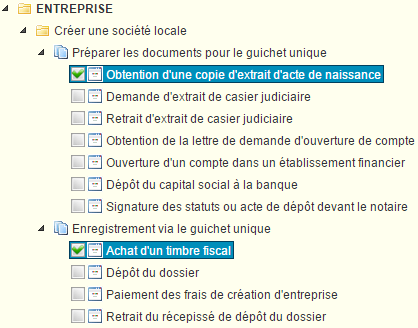 ENTREPRISE
Créer une société locale
Préparer les documents pour le guichet unique
Obtention d'une copie d'extrait d'acte de naissance
Demande d'extrait de casier judiciaire
Retrait d'extrait de casier judiciaire
Obtention de la lettre de demande d'ouverture de compte
Ouverture d'un compte dans un établissement financier
Dépôt du capital social à la banque
Signature des statuts ou acte de dépôt devant le notaire
Enregistrement via le guichet unique
Achat d'un timbre fiscal
Dépôt du dossier
Paiement des frais de création d'entreprise
Retrait du récepissé de dépôt du dossier